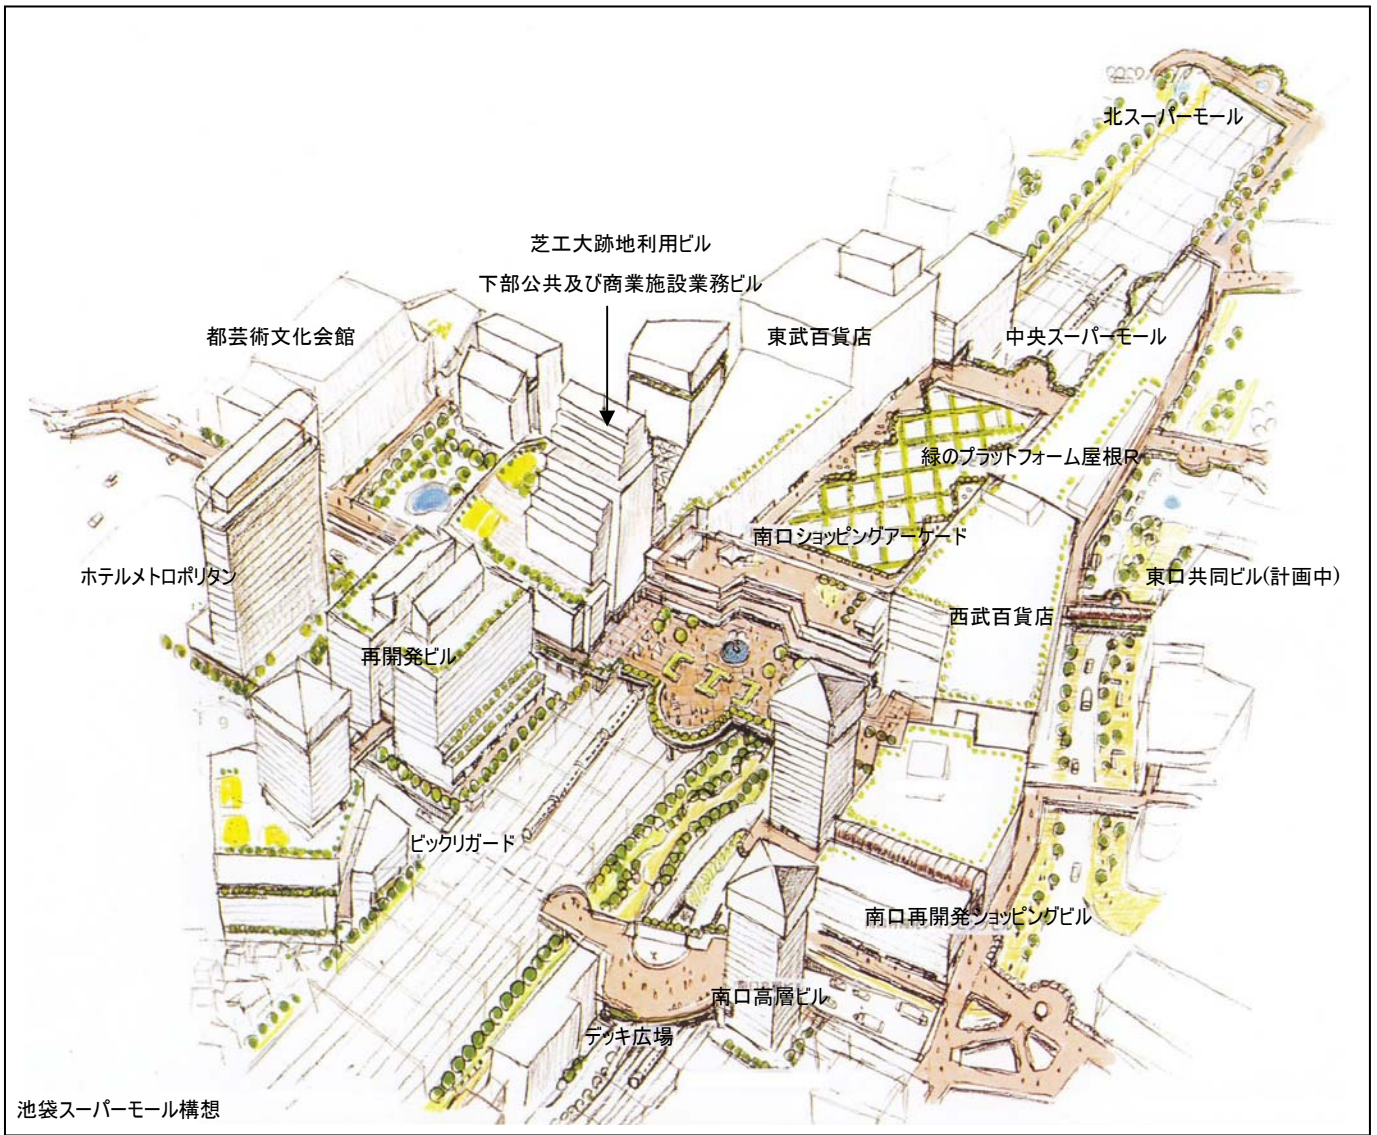 北スーパーモール
芝工大跡地利用ビル
下部公共及び商業施設業務ビル
都芸術文化会館
東武百貨店
中央スーパーモール
緑のプラットフォーム屋根R
南口ショッピングアーケード
ホテルメトロポリタン
東口共同ビル(計画中)
西武百貨店
再開発ビル
ビックリガード
南口再開発ショッピングビル
南口高層ビル
デッキ広場
池袋スーパーモール構想